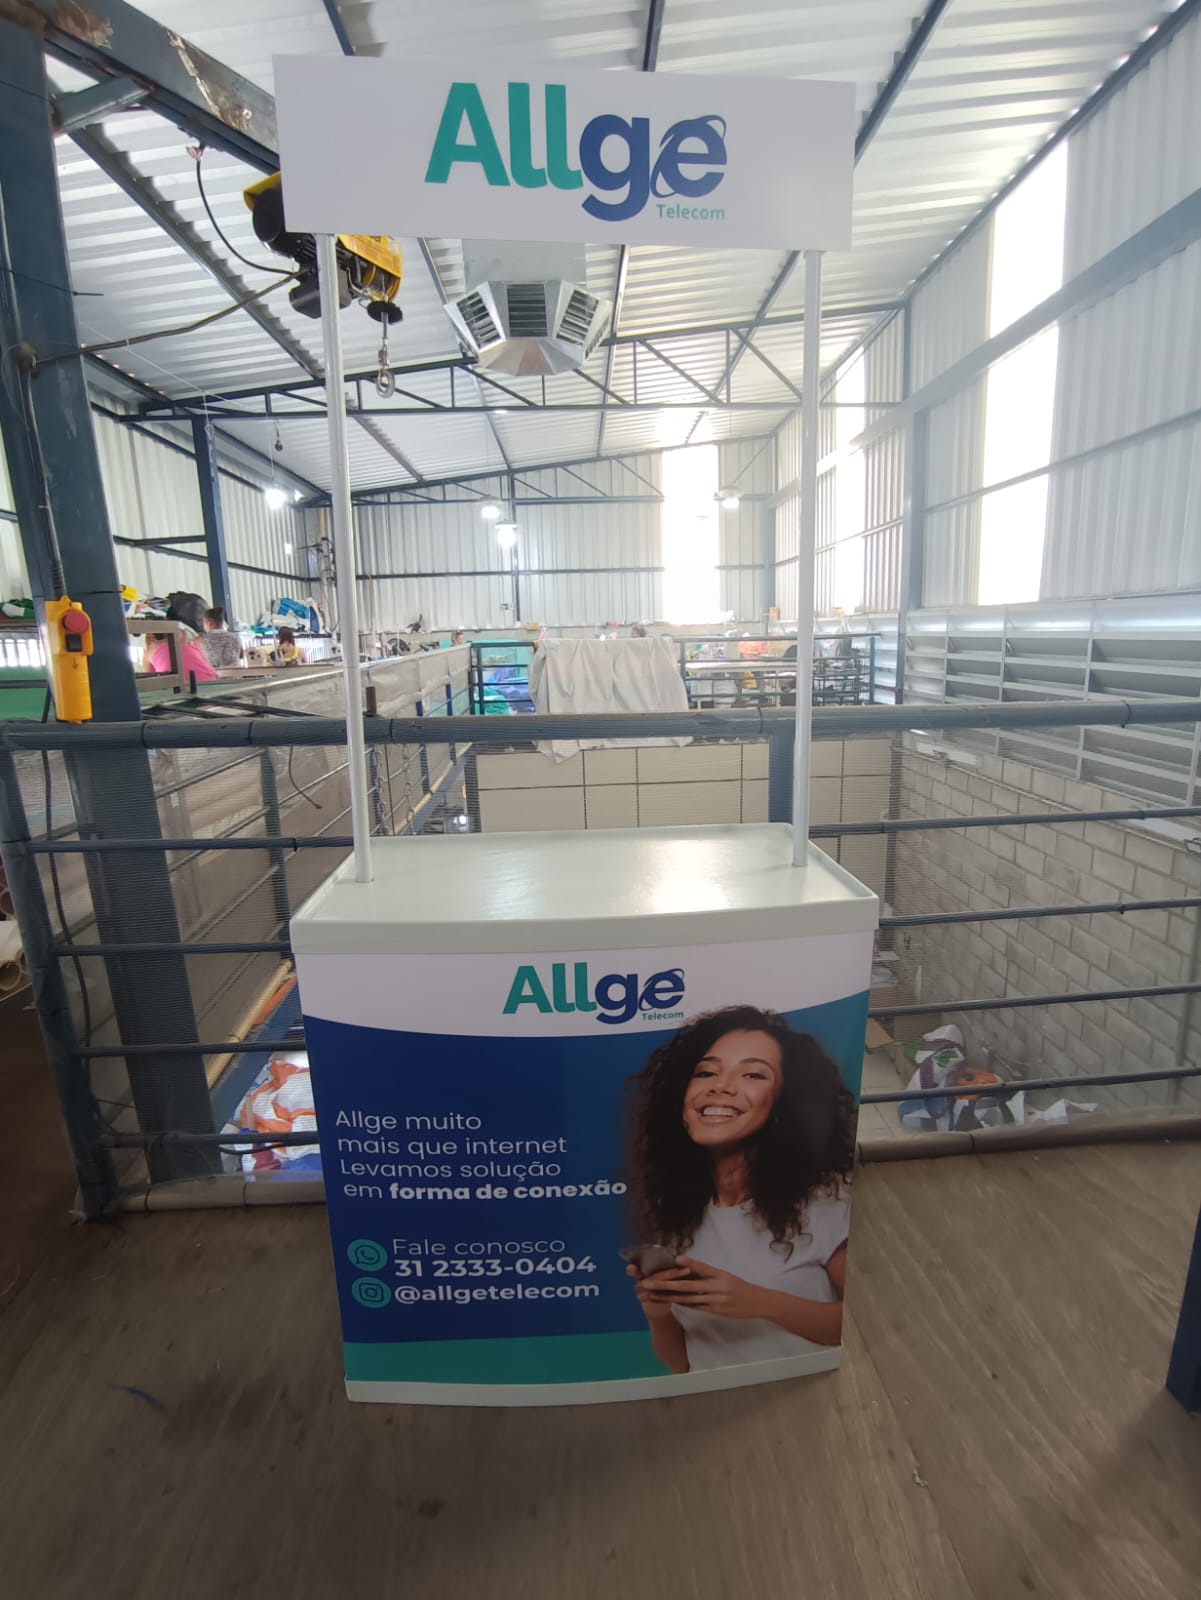 Allge
Telecom
Allge
Telecom
Allge muito
mais que internet
Levamos solução
em forma de conexão
Fale conosco
31 2333-0404
@allgetelecom